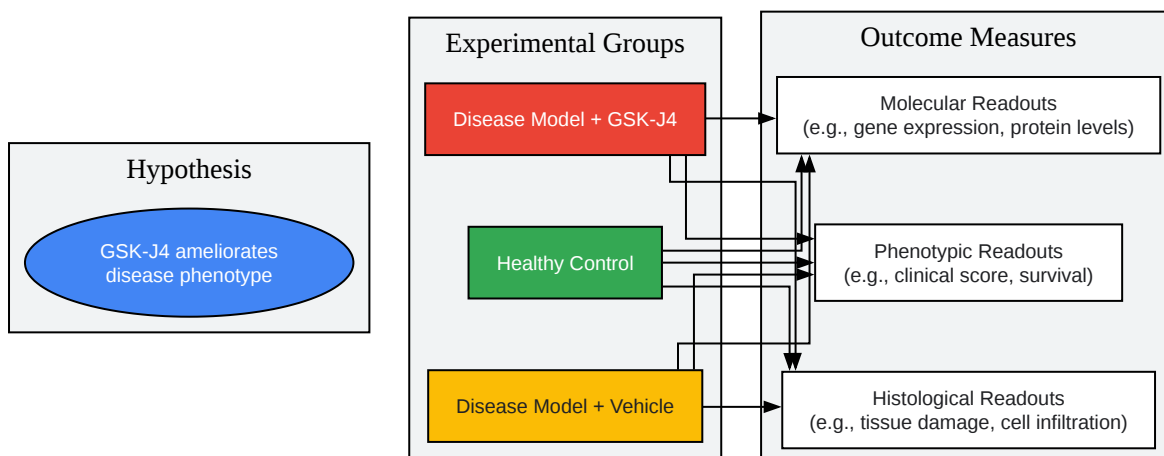 Hypothesis
GSK-J4 ameliorates
disease phenotype
Experimental Groups
Disease Model + GSK-J4
Healthy Control
Disease Model + Vehicle
Outcome Measures
Molecular Readouts
(e.g., gene expression, protein levels)
Phenotypic Readouts
(e.g., clinical score, survival)
Histological Readouts
(e.g., tissue damage, cell infiltration)